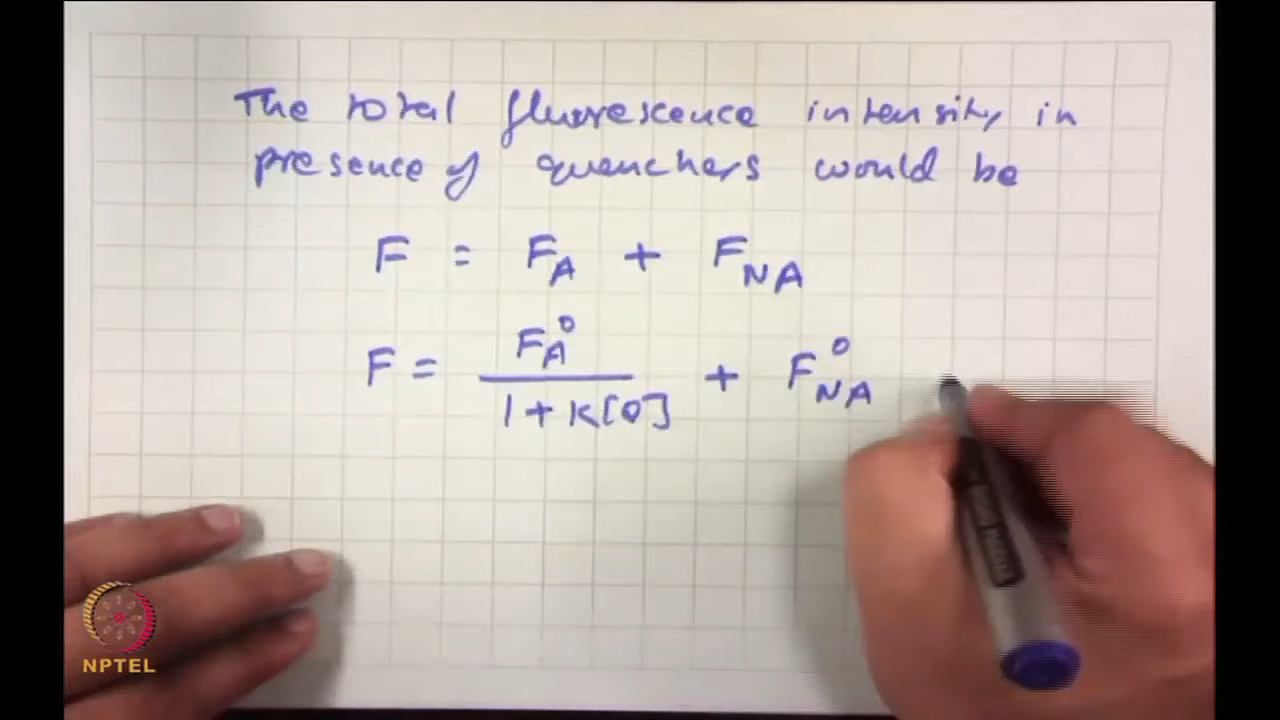 The total fluorescence intensity in
presence of quenchers would be
F = F_A + F_NA
F = F_A^0 / (1 + K[Q]) + F_NA^0
NPTEL